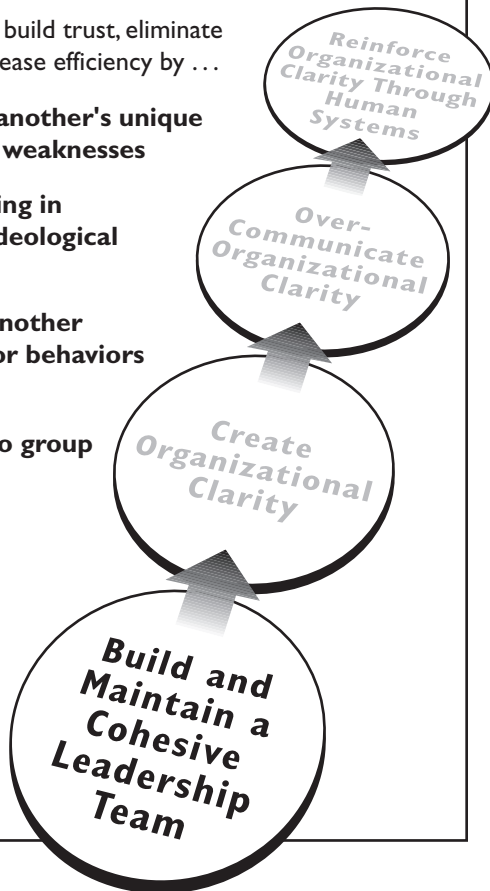 build trust, eliminate
ease efficiency by ...
another's unique
weaknesses
ing in
deological
nother
or behaviors
o group
Reinforce
Organizational
Clarity Through
Human
Systems
Over-
Communicate
Organizational
Clarity
Create
Organizational
Clarity
Build and
Maintain a
Cohesive
Leadership
Team